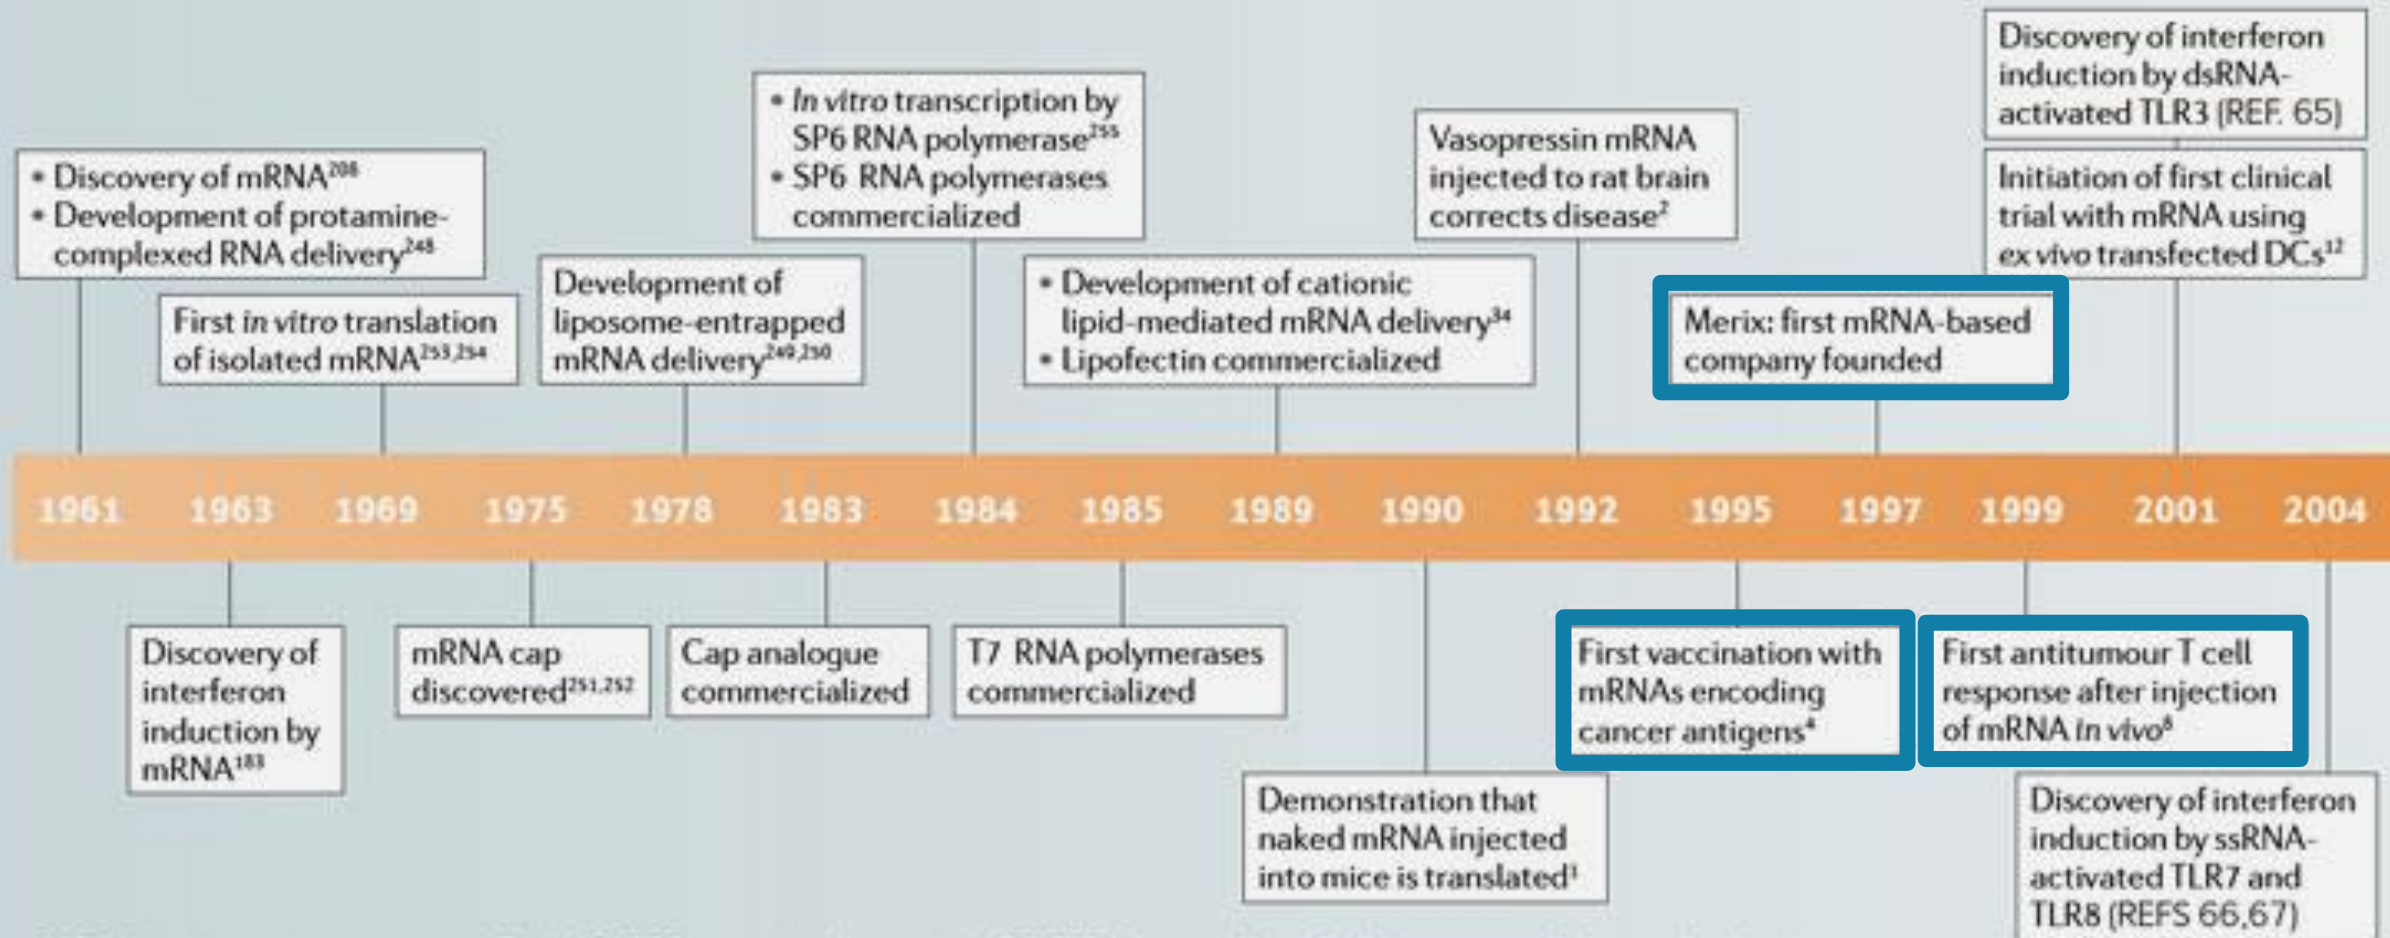 • Discovery of mRNA²⁰⁸
• Development of protamine-
complexed RNA delivery²⁴⁸
First in vitro translation
of isolated mRNA²⁵³,²⁵⁴
Development of
liposome-entrapped
mRNA delivery²⁴⁹,²⁵⁰
• In vitro transcription by
SP6 RNA polymerase²⁵⁵
• SP6 RNA polymerases
commercialized
• Development of cationic
lipid-mediated mRNA delivery³⁴
• Lipofectin commercialized
Vasopressin mRNA
injected to rat brain
corrects disease²
Merix: first mRNA-based
company founded
Discovery of interferon
induction by dsRNA-
activated TLR3 (REF. 65)
Initiation of first clinical
trial with mRNA using
ex vivo transfected DCs¹²
1961 1963 1969 1975 1978 1983 1984 1985 1989 1990 1992 1995 1997 1999 2001 2004
Discovery of
interferon
induction by
mRNA¹⁸³
mRNA cap
discovered²⁵¹,²⁵²
Cap analogue
commercialized
T7 RNA polymerases
commercialized
Demonstration that
naked mRNA injected
into mice is translated¹
First vaccination with
mRNAs encoding
cancer antigens⁴
First antitumour T cell
response after injection
of mRNA in vivo⁸
Discovery of interferon
induction by ssRNA-
activated TLR7 and
TLR8 (REFS 66,67)